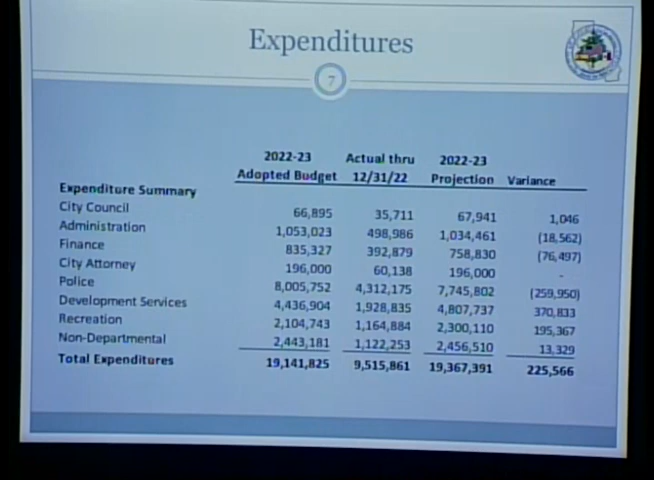 Expenditures
7
2022-23 Actual thru 2022-23
Adopted Budget 12/31/22 Projection Variance
Expenditure Summary
City Council 66,895 35,711 67,941 1,046
Administration 1,053,023 498,986 1,034,461 (18,562)
Finance 835,327 392,879 758,830 (76,497)
City Attorney 196,000 60,138 196,000 -
Police 8,005,752 4,312,175 7,745,802 (259,950)
Development Services 4,436,904 1,928,835 4,807,737 370,833
Recreation 2,104,743 1,164,884 2,300,110 195,367
Non-Departmental 2,443,181 1,122,253 2,456,510 13,329
Total Expenditures 19,141,825 9,515,861 19,367,391 225,566